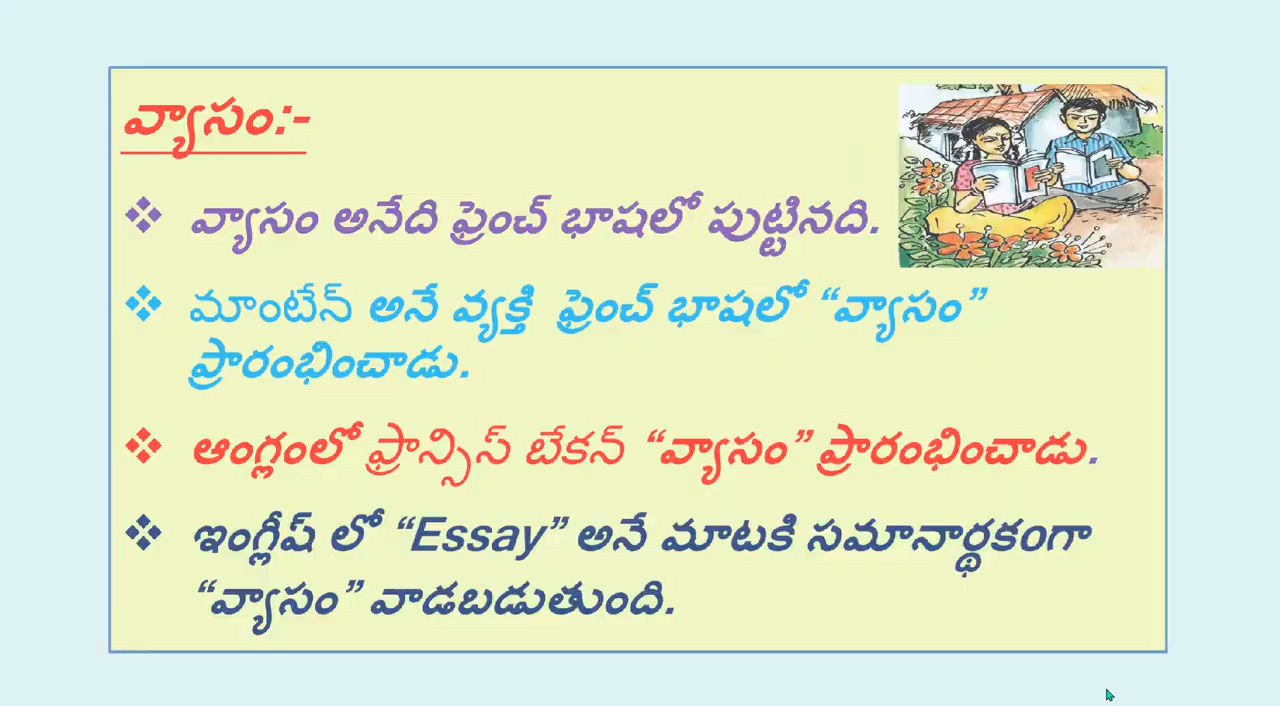 వ్యాసం:-
❖ వ్యాసం అనేది ఫ్రెంచ్ భాషలో పుట్టినది.
❖ మాంటేన్ అనే వ్యక్తి ఫ్రెంచ్ భాషలో “వ్యాసం”
ప్రారంభించాడు.
❖ ఆంగ్లంలో ఫ్రాన్సిస్ బేకన్ “వ్యాసం” ప్రారంభించాడు.
❖ ఇంగ్లీష్ లో “Essay” అనే మాటకి సమానార్థకంగా
“వ్యాసం” వాడబడుతుంది.